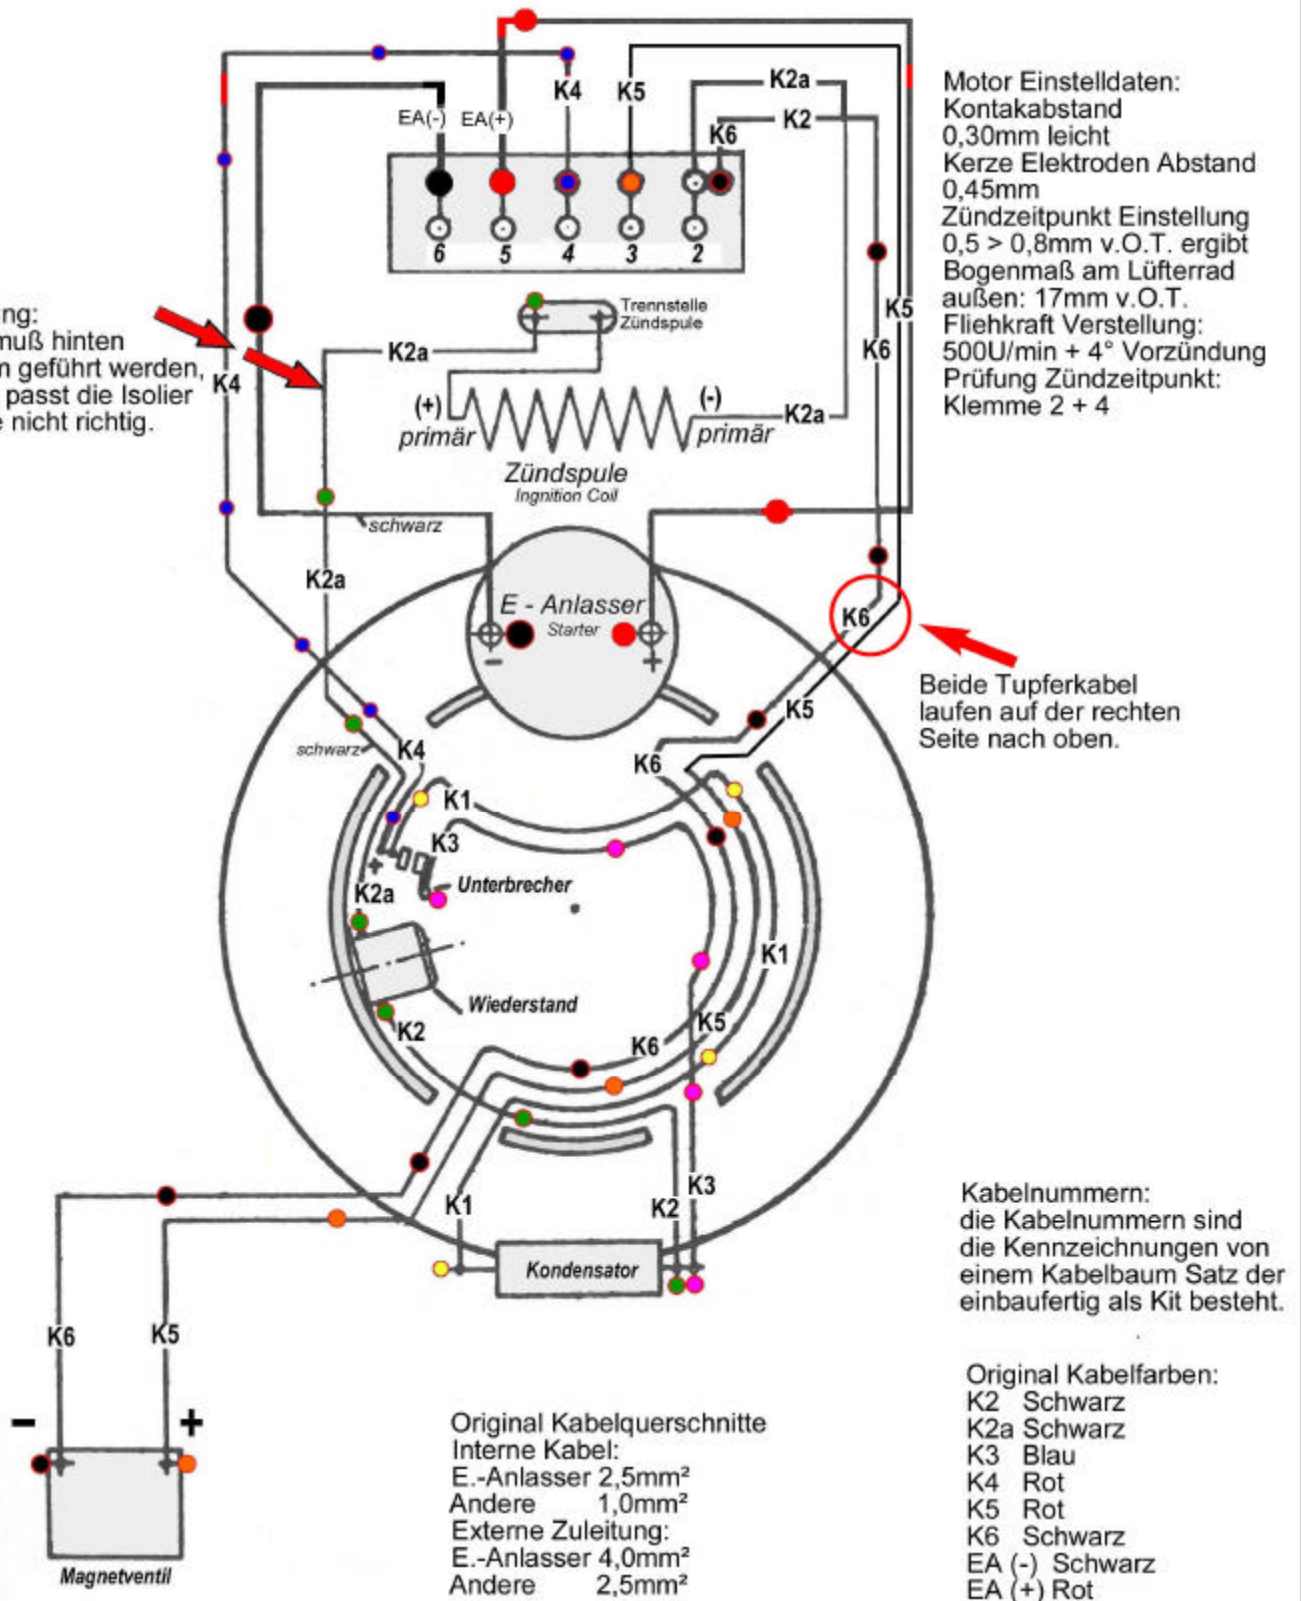 K4
K5
K2a
K2
K6
EA(-)
EA(+)
6 5 4 3 2
Motor Einstelldaten:
Kontakabstand
0,30mm leicht
Kerze Elektroden Abstand
0,45mm
Zündzeitpunkt Einstellung
0,5 > 0,8mm v.O.T. ergibt
Bogenmaß am Lüfterrad
außen: 17mm v.O.T.
Fliehkraft Verstellung:
500U/min + 4° Vorzündung
Prüfung Zündzeitpunkt:
Klemme 2 + 4
ng:
muß hinten
geführt werden,
passt die Isolier
nicht richtig.
Trennstelle
Zündspule
K2a
K4
K5
K6
(+)
primär
(-)
primär
K2a
Zündspule
Ingnition Coil
schwarz
K2a
E - Anlasser
Starter
-
+
K6
Beide Tupferkabel
laufen auf der rechten
Seite nach oben.
K5
schwarz
K4
K6
K1
K3
+
Unterbrecher
K2a
K1
Wiederstand
K2
K5
K6
K1
K2
K3
Kondensator
K6
K5
-
+
Magnetventil
Original Kabelquerschnitte
Interne Kabel:
E.-Anlasser 2,5mm²
Andere 1,0mm²
Externe Zuleitung:
E.-Anlasser 4,0mm²
Andere 2,5mm²
Kabelnummern:
die Kabelnummern sind
die Kennzeichnungen von
einem Kabelbaum Satz der
einbaufertig als Kit besteht.
Original Kabelfarben:
K2 Schwarz
K2a Schwarz
K3 Blau
K4 Rot
K5 Rot
K6 Schwarz
EA (-) Schwarz
EA (+) Rot